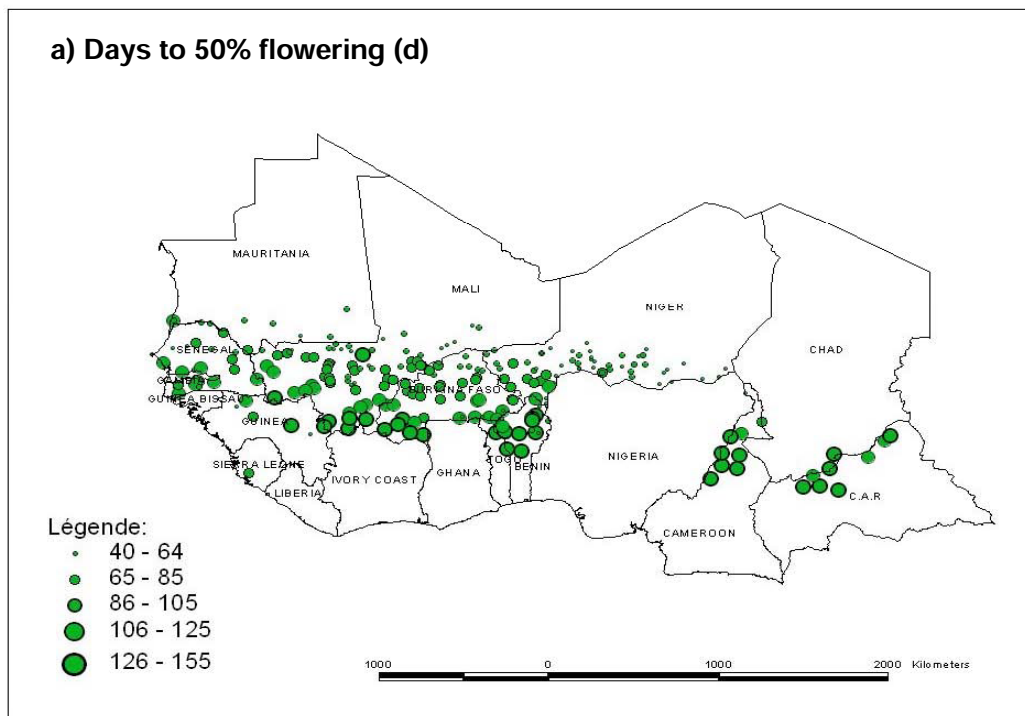 a) Days to 50% flowering (d)
MAURITANIA
MALI
NIGER
CHAD
SENEGAL
GAMBIA
BURKINA FASO
GUINEA BISSAU
GUINEA
NIGERIA
SIERRA LEONE
TOGO
BENIN
IVORY COAST
GHANA
LIBERIA
C.A.R
CAMEROON
Légende:
40 - 64
65 - 85
86 - 105
106 - 125
126 - 155
1000 0 1000 2000 Kilometers